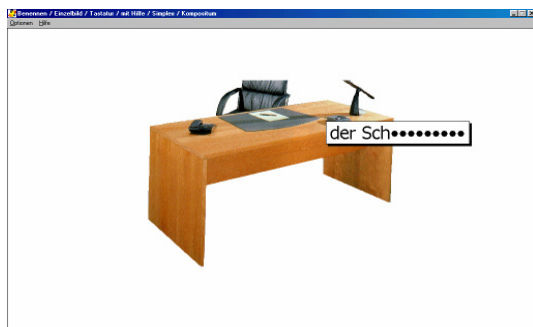 Benennen / Einzelbild / Tastatur / mit Hilfe / Simplex / Kompositum
Optionen Hilfe
der Sch•••••••••